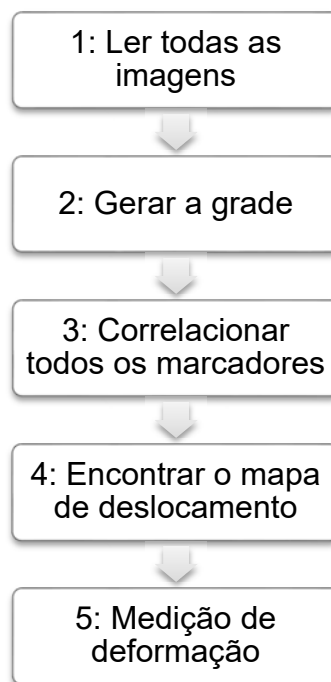 1: Ler todas as
imagens
2: Gerar a grade
3: Correlacionar
todos os marcadores
4: Encontrar o mapa
de deslocamento
5: Medição de
deformação